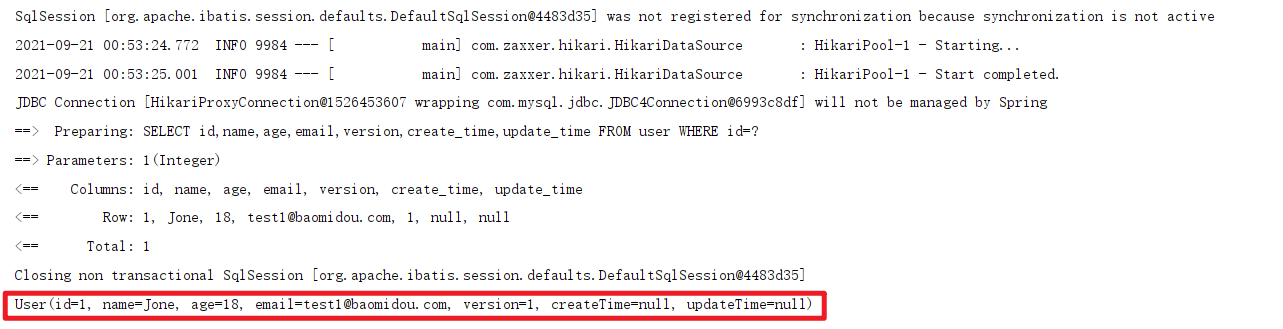 SqlSession [org.apache.ibatis.session.defaults.DefaultSqlSession@4483d35] was not registered for synchronization because synchronization is not active
2021-09-21 00:53:24.772  INFO 9984 --- [           main] com.zaxxer.hikari.HikariDataSource       : HikariPool-1 - Starting...
2021-09-21 00:53:25.001  INFO 9984 --- [           main] com.zaxxer.hikari.HikariDataSource       : HikariPool-1 - Start completed.
JDBC Connection [HikariProxyConnection@1526453607 wrapping com.mysql.jdbc.JDBC4Connection@6993c8df] will not be managed by Spring
==>  Preparing: SELECT id,name,age,email,version,create_time,update_time FROM user WHERE id=?
==> Parameters: 1(Integer)
<==    Columns: id, name, age, email, version, create_time, update_time
<==        Row: 1, Jone, 18, test1@baomidou.com, 1, null, null
<==      Total: 1
Closing non transactional SqlSession [org.apache.ibatis.session.defaults.DefaultSqlSession@4483d35]
User(id=1, name=Jone, age=18, email=test1@baomidou.com, version=1, createTime=null, updateTime=null)